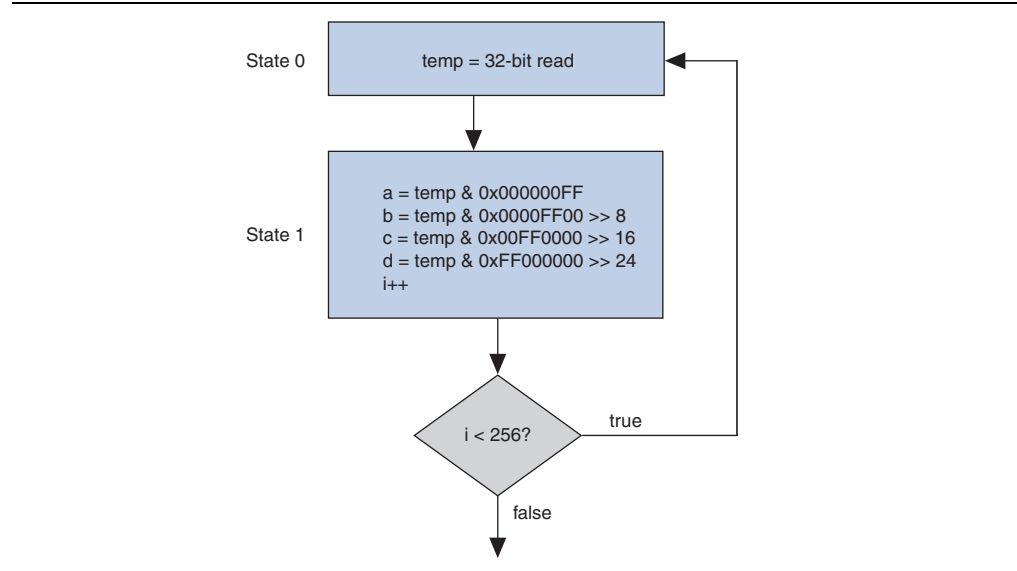 State 0
temp = 32-bit read
State 1
a = temp & 0x000000FF
b = temp & 0x0000FF00 >> 8
c = temp & 0x00FF0000 >> 16
d = temp & 0xFF000000 >> 24
i++
i < 256?
true
false